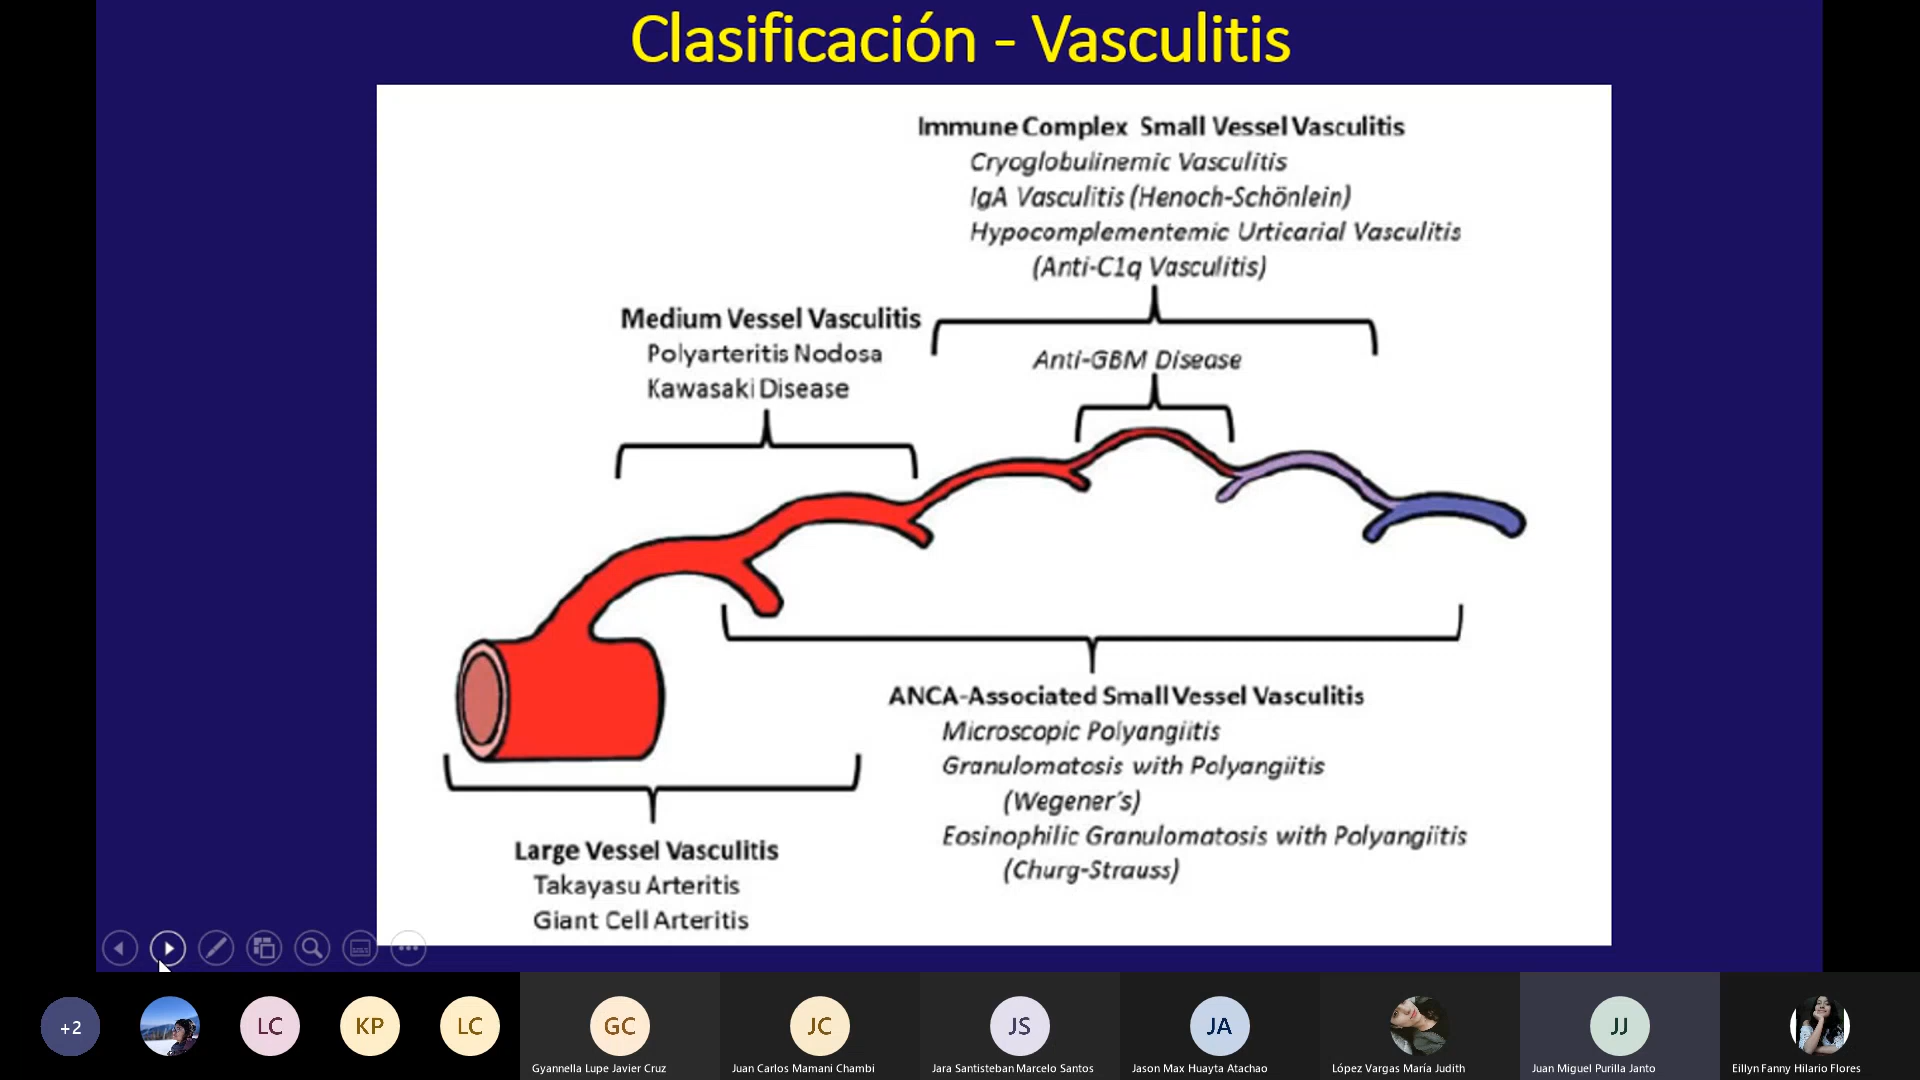 Clasificación - Vasculitis
Immune Complex Small Vessel Vasculitis
Cryoglobulinemic Vasculitis
IgA Vasculitis (Henoch-Schönlein)
Hypocomplementemic Urticarial Vasculitis
(Anti-C1q Vasculitis)
Medium Vessel Vasculitis
Polyarteritis Nodosa
Kawasaki Disease
Anti-GBM Disease
ANCA-Associated Small Vessel Vasculitis
Microscopic Polyangiitis
Granulomatosis with Polyangiitis
(Wegener's)
Eosinophilic Granulomatosis with Polyangiitis
(Churg-Strauss)
Large Vessel Vasculitis
Takayasu Arteritis
Giant Cell Arteritis
+2
LC
KP
LC
GC
JC
JS
JA
JJ
Gyannella Lupe Javier Cruz
Juan Carlos Mamani Chambi
Jara Santisteban Marcelo Santos
Jason Max Huayta Atachao
López Vargas María Judith
Juan Miguel Purilla Janto
Eillyn Fanny Hilario Flores